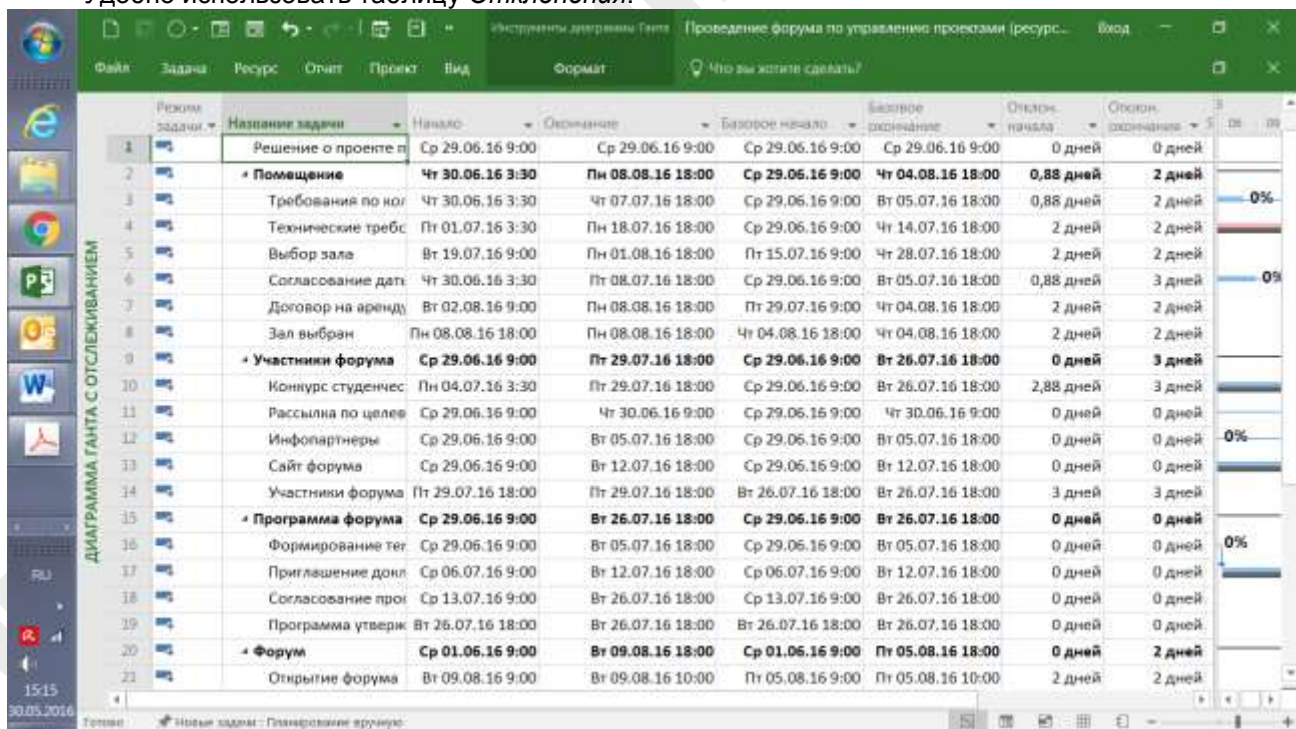 Удобно использовать таблицу Отклонения.
Инструменты диаграммы Ганта Проведение форума по управлению проектами (ресурс... Вход
Файл Задача Ресурс Отчет Проект Вид Формат Что вы хотите сделать?
Режим задачи Название задачи Начало Окончание Базовое начало Базовое окончание Отклон. начала Отклон. окончания
1 Решение о проекте п Ср 29.06.16 9:00 Ср 29.06.16 9:00 Ср 29.06.16 9:00 Ср 29.06.16 9:00 0 дней 0 дней
2 Помещение Чт 30.06.16 3:30 Пн 08.08.16 18:00 Ср 29.06.16 9:00 Чт 04.08.16 18:00 0,88 дней 2 дней
3 Требования по кол Чт 30.06.16 3:30 Чт 07.07.16 18:00 Ср 29.06.16 9:00 Вт 05.07.16 18:00 0,88 дней 2 дней 0%
4 Технические требс Пт 01.07.16 3:30 Пн 18.07.16 18:00 Ср 29.06.16 9:00 Чт 14.07.16 18:00 2 дней 2 дней
5 Выбор зала Вт 19.07.16 9:00 Пн 01.08.16 18:00 Пт 15.07.16 9:00 Чт 28.07.16 18:00 2 дней 2 дней
6 Согласование дать Чт 30.06.16 3:30 Пт 08.07.16 18:00 Ср 29.06.16 9:00 Вт 05.07.16 18:00 0,88 дней 3 дней 0%
7 Договор на аренду Вт 02.08.16 9:00 Пн 08.08.16 18:00 Пт 29.07.16 9:00 Чт 04.08.16 18:00 2 дней 2 дней
8 Зал выбран Пн 08.08.16 18:00 Пн 08.08.16 18:00 Чт 04.08.16 18:00 Чт 04.08.16 18:00 2 дней 2 дней
9 Участники форума Ср 29.06.16 9:00 Пт 29.07.16 18:00 Ср 29.06.16 9:00 Вт 26.07.16 18:00 0 дней 3 дней
10 Конкурс студенчес Пн 04.07.16 3:30 Пт 29.07.16 18:00 Ср 29.06.16 9:00 Вт 26.07.16 18:00 2,88 дней 3 дней
11 Рассылка по целев Ср 29.06.16 9:00 Чт 30.06.16 9:00 Ср 29.06.16 9:00 Чт 30.06.16 9:00 0 дней 0 дней
12 Инфопартнеры Ср 29.06.16 9:00 Вт 05.07.16 18:00 Ср 29.06.16 9:00 Вт 05.07.16 18:00 0 дней 0 дней 0%
13 Сайт форума Ср 29.06.16 9:00 Вт 12.07.16 18:00 Ср 29.06.16 9:00 Вт 12.07.16 18:00 0 дней 0 дней
14 Участники форума Пт 29.07.16 18:00 Пт 29.07.16 18:00 Вт 26.07.16 18:00 Вт 26.07.16 18:00 3 дней 3 дней
15 Программа форума Ср 29.06.16 9:00 Вт 26.07.16 18:00 Ср 29.06.16 9:00 Вт 26.07.16 18:00 0 дней 0 дней
16 Формирование тег Ср 29.06.16 9:00 Вт 05.07.16 18:00 Ср 29.06.16 9:00 Вт 05.07.16 18:00 0 дней 0 дней 0%
17 Приглашение докл Ср 06.07.16 9:00 Вт 12.07.16 18:00 Ср 06.07.16 9:00 Вт 12.07.16 18:00 0 дней 0 дней
18 Согласование прог Ср 13.07.16 9:00 Вт 26.07.16 18:00 Ср 13.07.16 9:00 Вт 26.07.16 18:00 0 дней 0 дней
19 Программа утверж Вт 26.07.16 18:00 Вт 26.07.16 18:00 Вт 26.07.16 18:00 Вт 26.07.16 18:00 0 дней 0 дней
20 Форум Ср 01.06.16 9:00 Вт 09.08.16 18:00 Ср 01.06.16 9:00 Пт 05.08.16 18:00 0 дней 2 дней
21 Открытие форума Вт 09.08.16 9:00 Вт 09.08.16 10:00 Пт 05.08.16 9:00 Пт 05.08.16 10:00 2 дней 2 дней
ДИАГРАММА ГАНТА С ОТСЛЕЖИВАНИЕМ
RU
15:15
30.05.2016
Готово Новые задачи : Планирование вручную